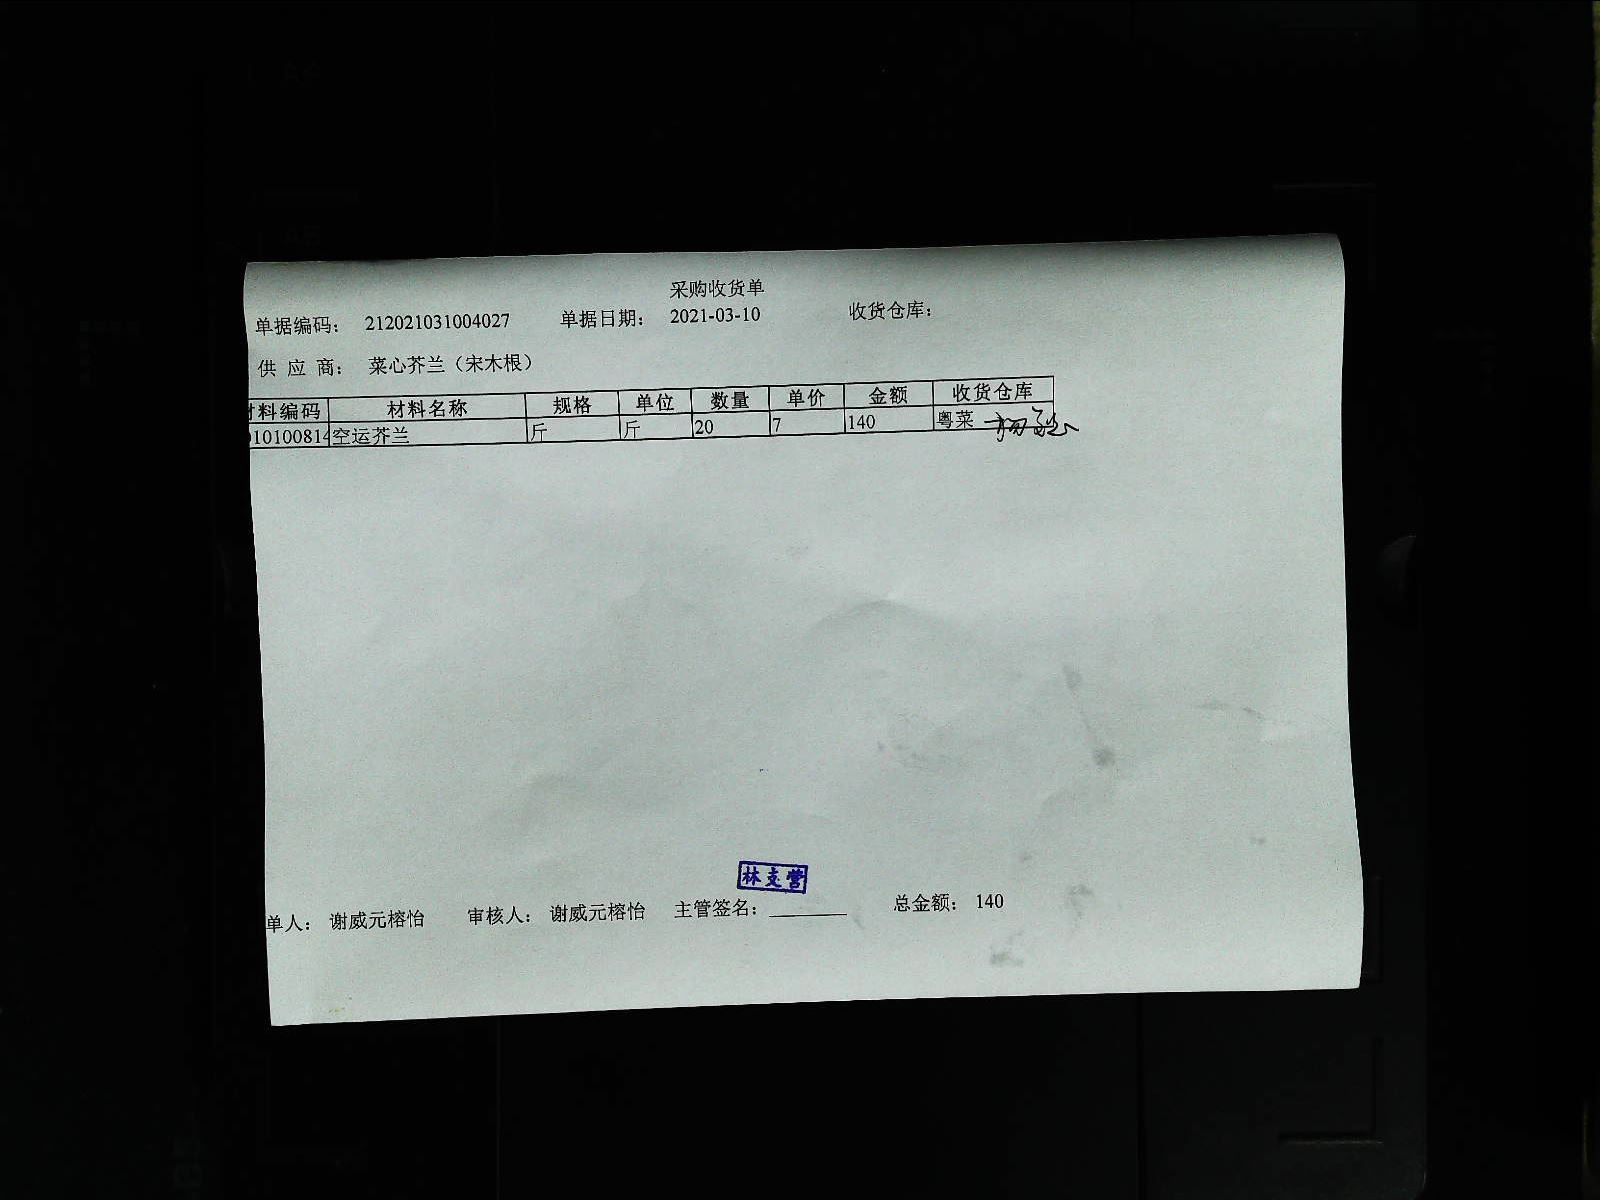 采购收货单
单据编码： 212021031004027 单据日期： 2021-03-10 收货仓库：
供 应 商： 菜心芥兰（宋木根）
材料编码 材料名称 规格 单位 数量 单价 金额 收货仓库
010100814 空运芥兰 斤 斤 20 7 140 粤菜
林支营
单人： 谢威元榕怡 审核人： 谢威元榕怡 主管签名：________ 总金额： 140